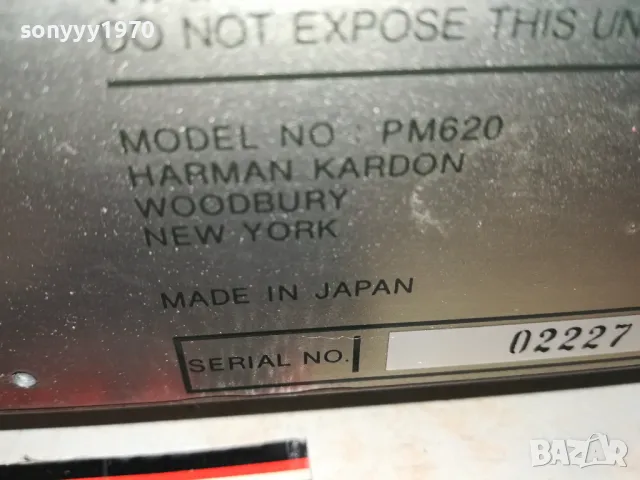 sonyyy1970
DO NOT EXPOSE THIS UN
MODEL NO : PM620
HARMAN KARDON
WOODBURY
NEW YORK
MADE IN JAPAN
SERIAL NO. 02227
BAZAR